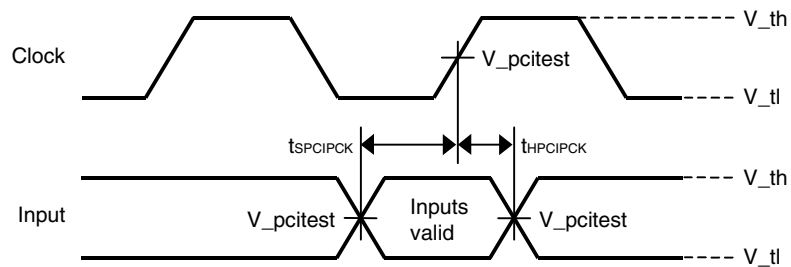 V_th
Clock
V_pcitest
V_tl
tSPCIPCK
tHPCIPCK
V_th
Input
V_pcitest
Inputs
valid
V_pcitest
V_tl